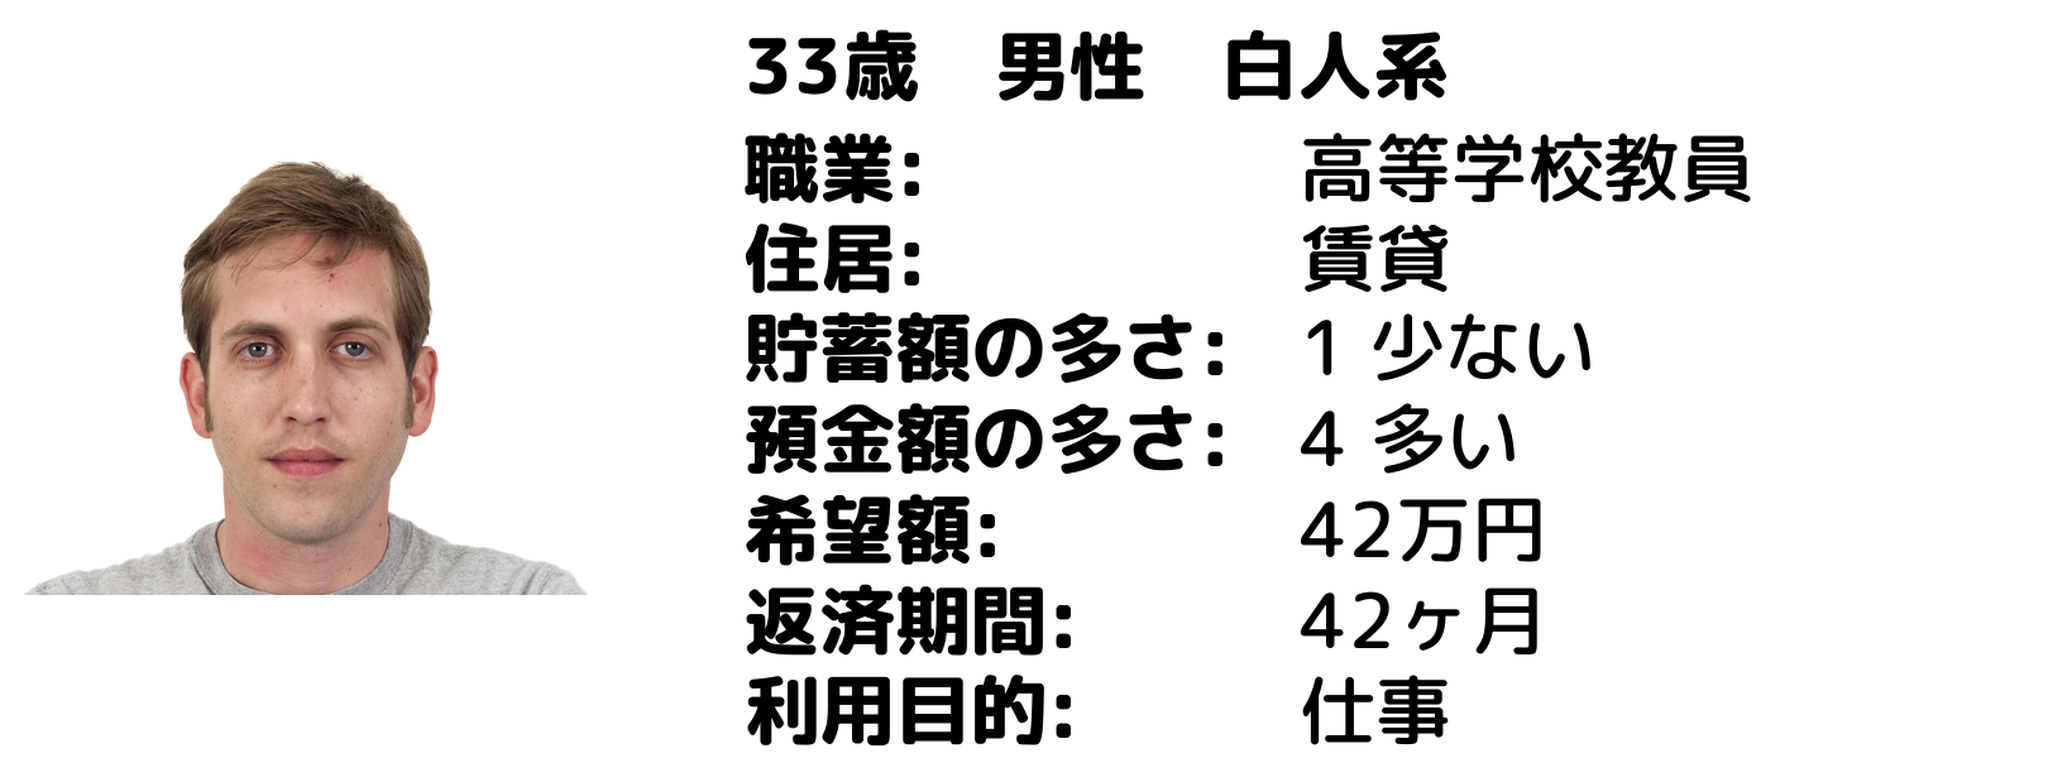 33歳　男性　白人系
職業: 高等学校教員
住居: 賃貸
貯蓄額の多さ: 1 少ない
預金額の多さ: 4 多い
希望額: 42万円
返済期間: 42ヶ月
利用目的: 仕事